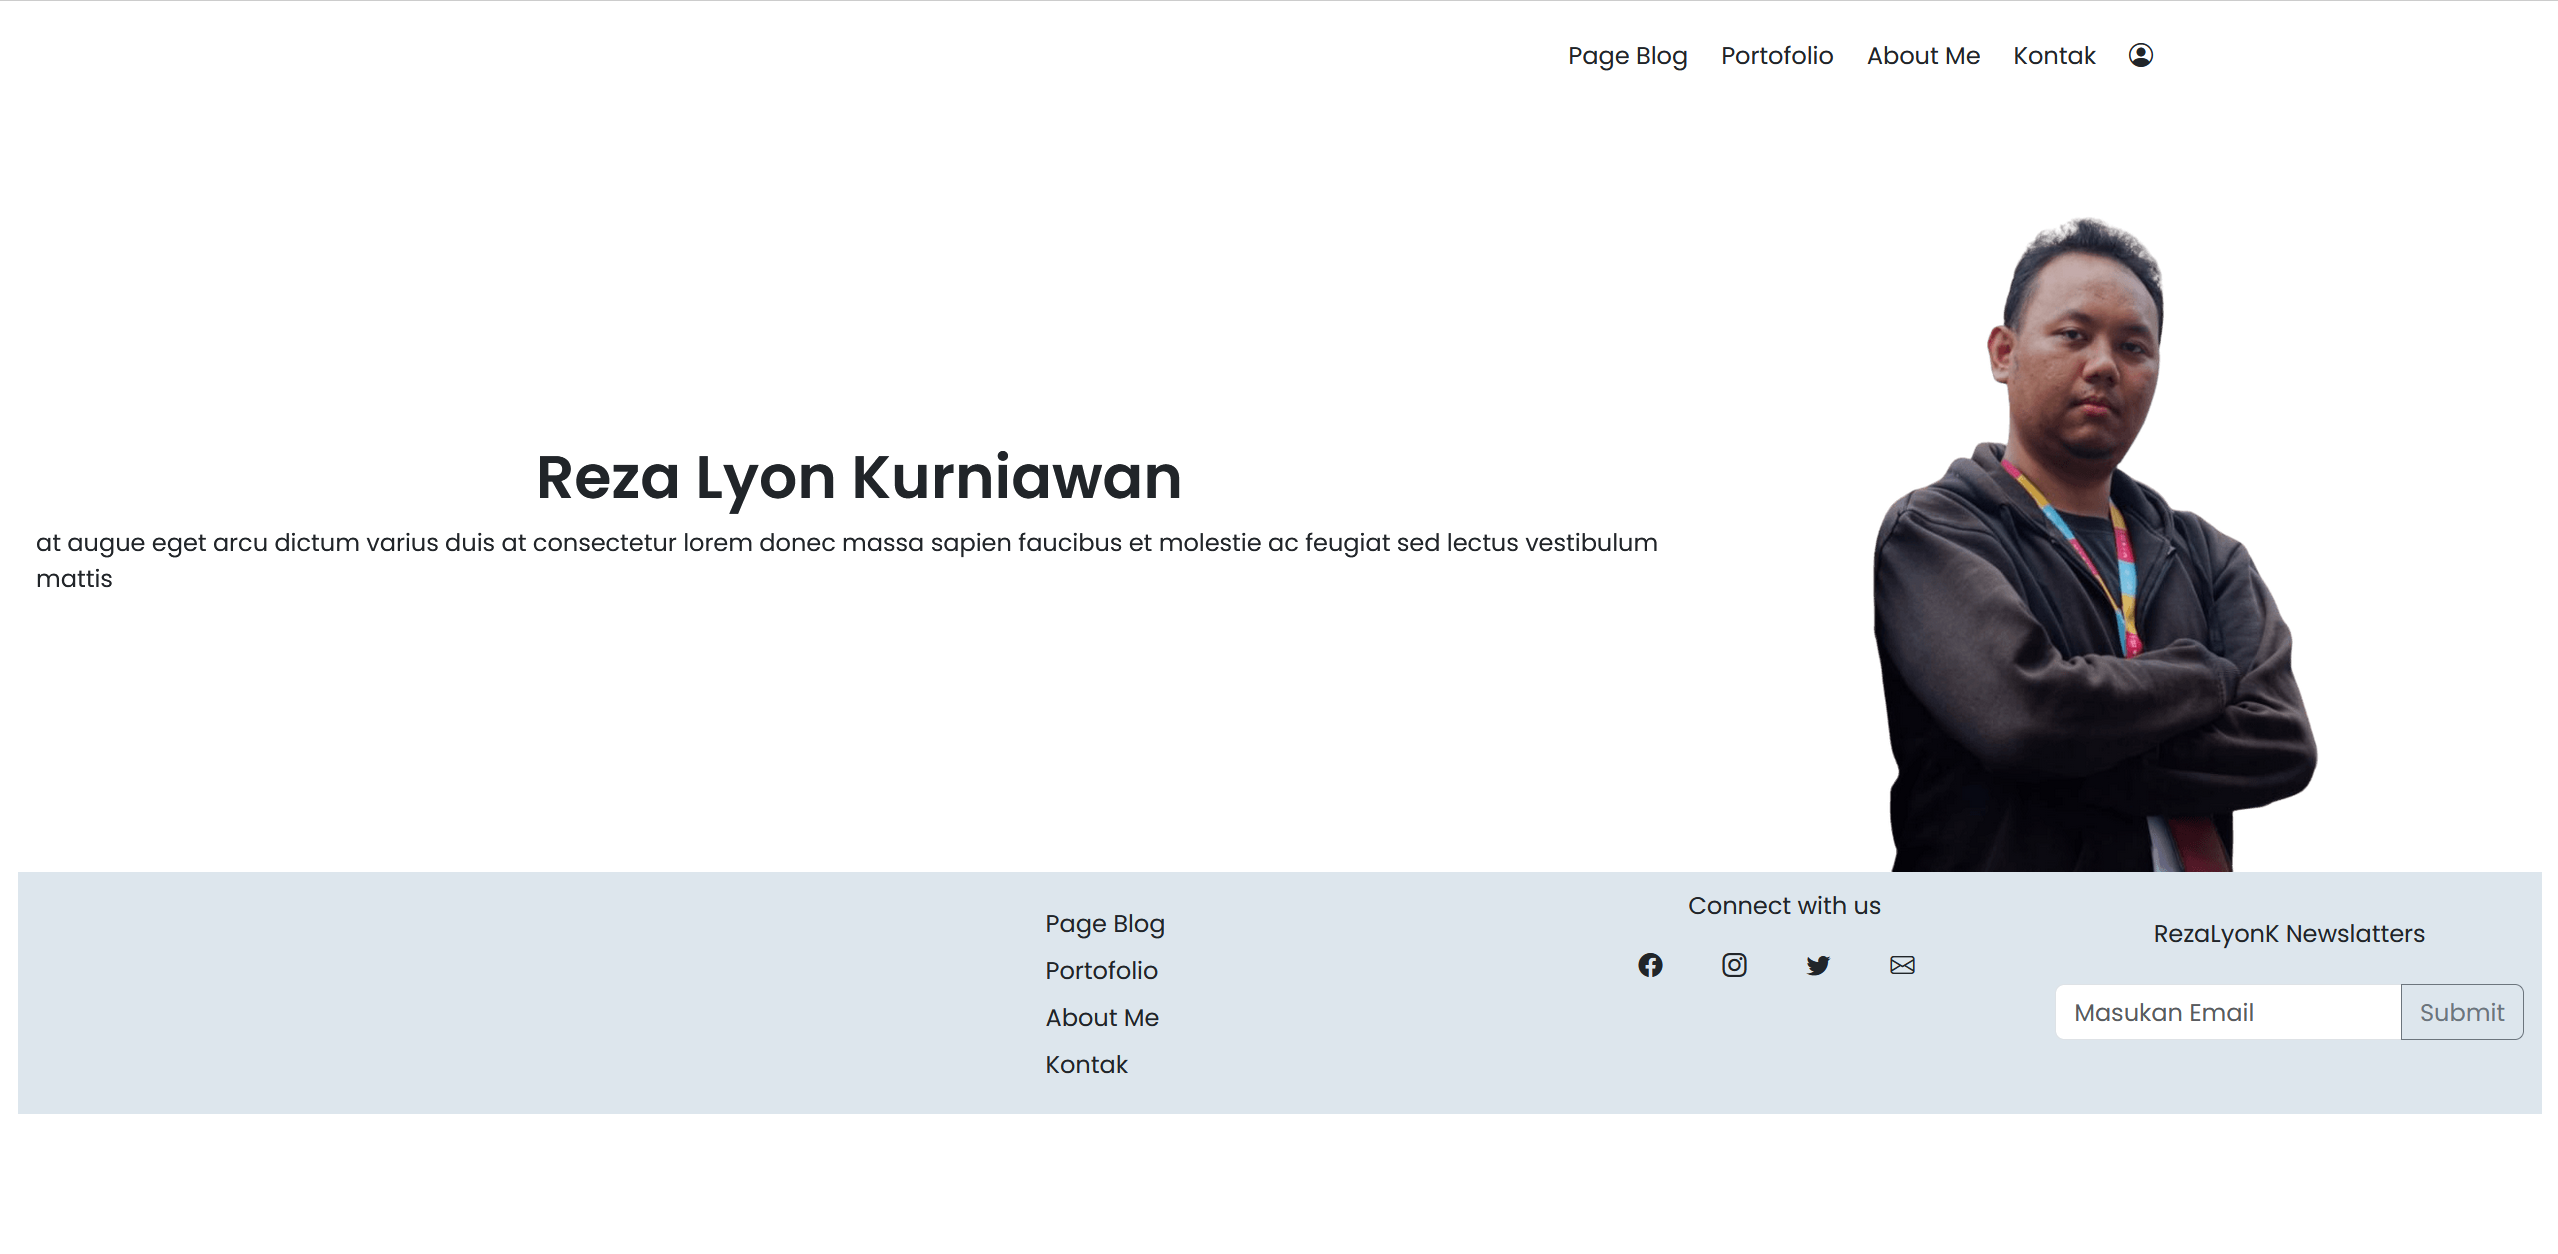 Page Blog Portofolio About Me Kontak
Reza Lyon Kurniawan
at augue eget arcu dictum varius duis at consectetur lorem donec massa sapien faucibus et molestie ac feugiat sed lectus vestibulum
mattis
Page Blog
Portofolio
About Me
Kontak
Connect with us
RezaLyonK Newslatters
Masukan Email Submit